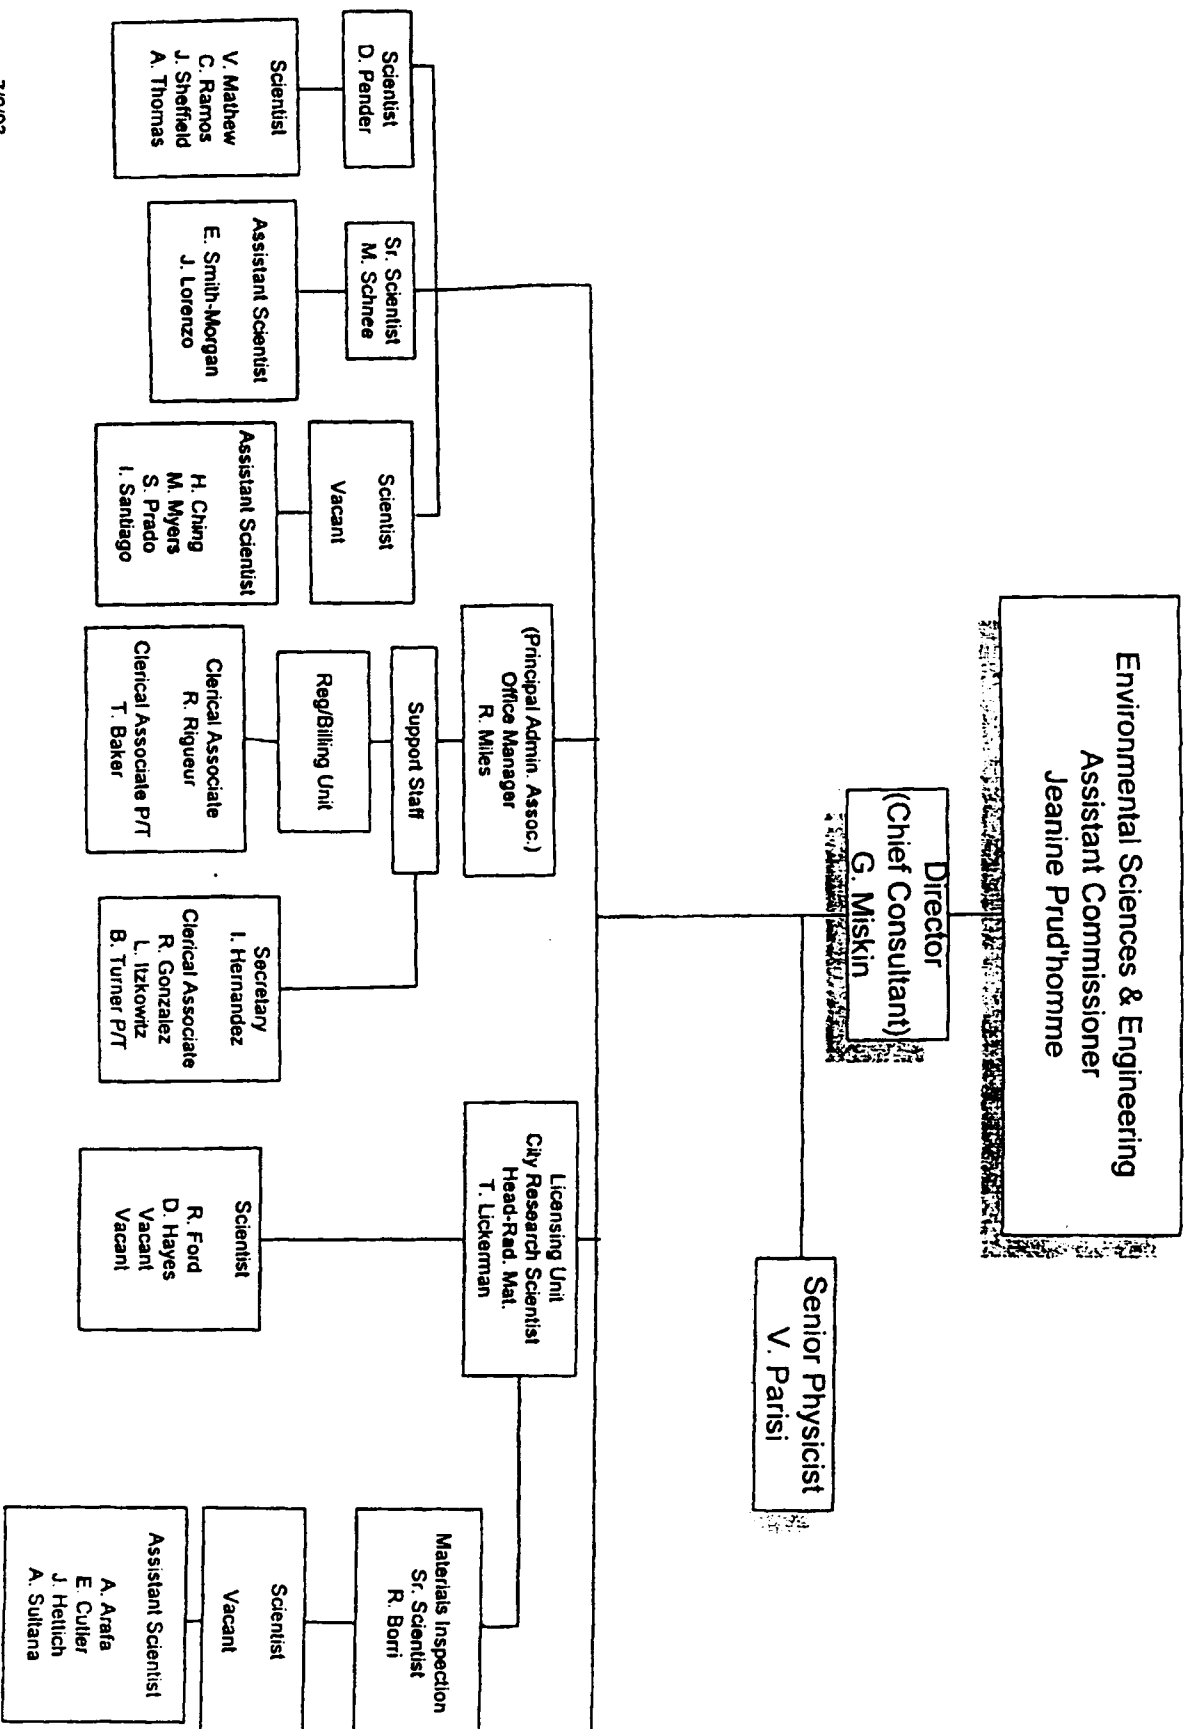 Environmental Sciences & Engineering
Assistant Commissioner
Jeanine Prud'homme
Director
(Chief Consultant)
G. Miskin
Senior Physicist
V. Parisi
(Principal Admin. Assoc.)
Office Manager
R. Miles
Licensing Unit
City Research Scientist
Head-Rad. Mat.
T. Lickerman
Scientist
D. Pender
Sr. Scientist
M. Schnee
Scientist
Vacant
Support Staff
Materials Inspection
Sr. Scientist
R. Borri
Scientist
V. Mathew
C. Ramos
J. Sheffield
A. Thomas
Assistant Scientist
E. Smith-Morgan
J. Lorenzo
Assistant Scientist
H. Ching
M. Myers
S. Prado
I. Santiago
Reg/Billing Unit
Clerical Associate
R. Rigueur
Clerical Associate P/T
T. Baker
Secretary
I. Hernandez
Clerical Associate
R. Gonzalez
L. Itzkowitz
B. Turner P/T
Scientist
R. Ford
D. Hayes
Vacant
Vacant
Scientist
Vacant
Assistant Scientist
A. Arafa
E. Cutler
J. Hettich
A. Sultana